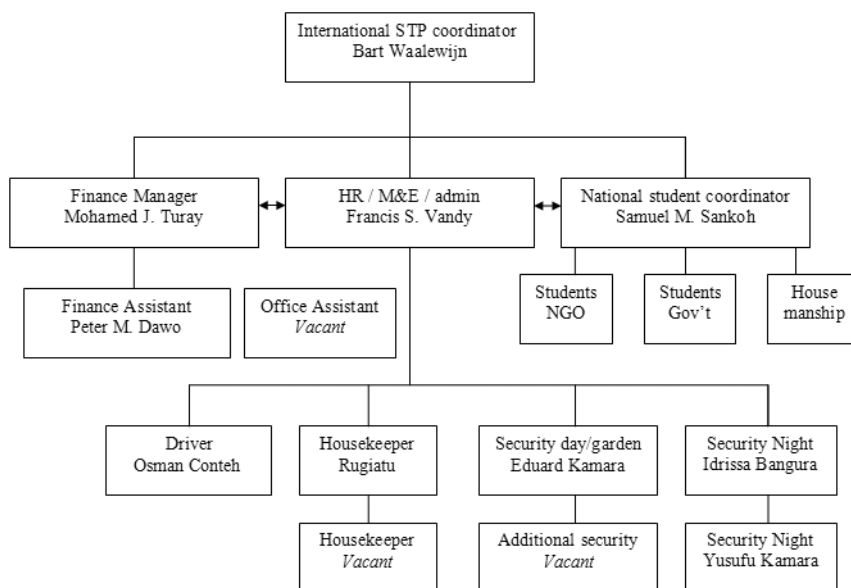 International STP coordinator
Bart Waalewijn
Finance Manager
Mohamed J. Turay
HR / M&E / admin
Francis S. Vandy
National student coordinator
Samuel M. Sankoh
Finance Assistant
Peter M. Dawo
Office Assistant
Vacant
Students
NGO
Students
Gov't
House
manship
Driver
Osman Conteh
Housekeeper
Rugiatu
Security day/garden
Eduard Kamara
Security Night
Idrissa Bangura
Housekeeper
Vacant
Additional security
Vacant
Security Night
Yusufu Kamara